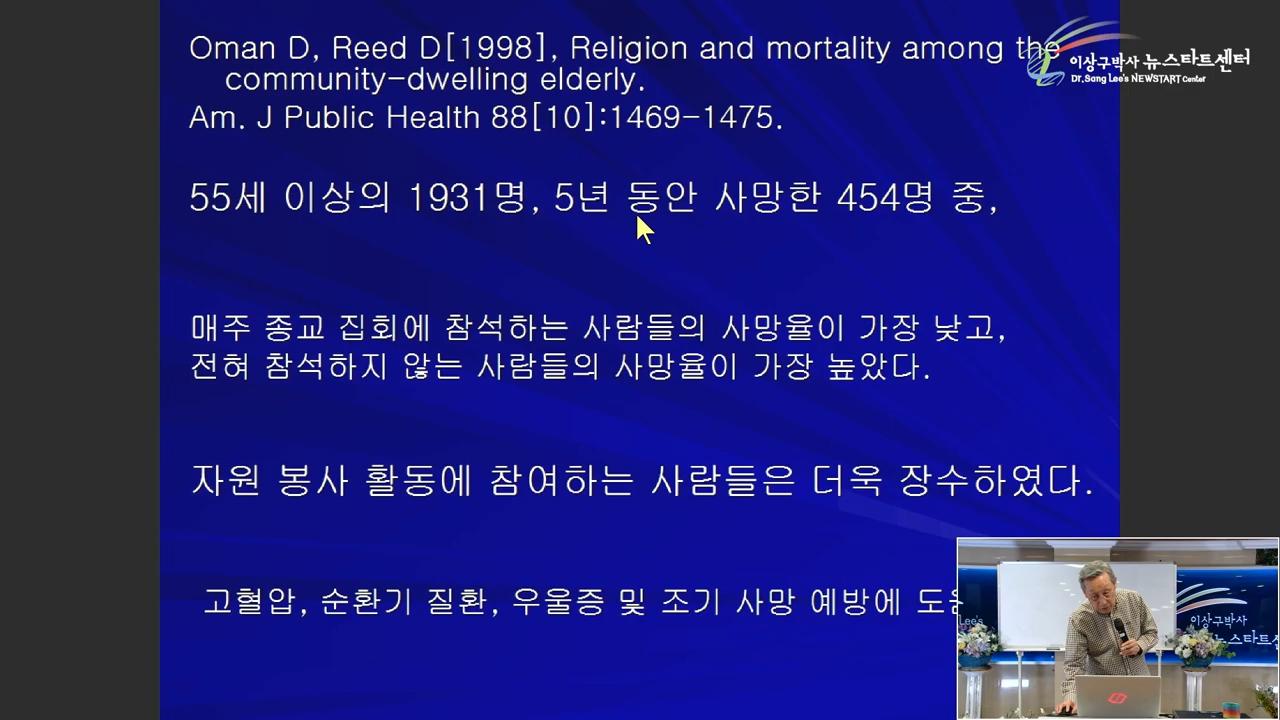 Oman D, Reed D[1998], Religion and mortality among the
community-dwelling elderly.
Am. J Public Health 88[10]:1469-1475.
이상구박사 뉴스타트센터
Dr. Sang Lee's NEWSTART Center
55세 이상의 1931명, 5년 동안 사망한 454명 중,
매주 종교 집회에 참석하는 사람들의 사망율이 가장 낮고,
전혀 참석하지 않는 사람들의 사망율이 가장 높았다.
자원 봉사 활동에 참여하는 사람들은 더욱 장수하였다.
고혈압, 순환기 질환, 우울증 및 조기 사망 예방에
Lee's
이상구박사
뉴스타트센